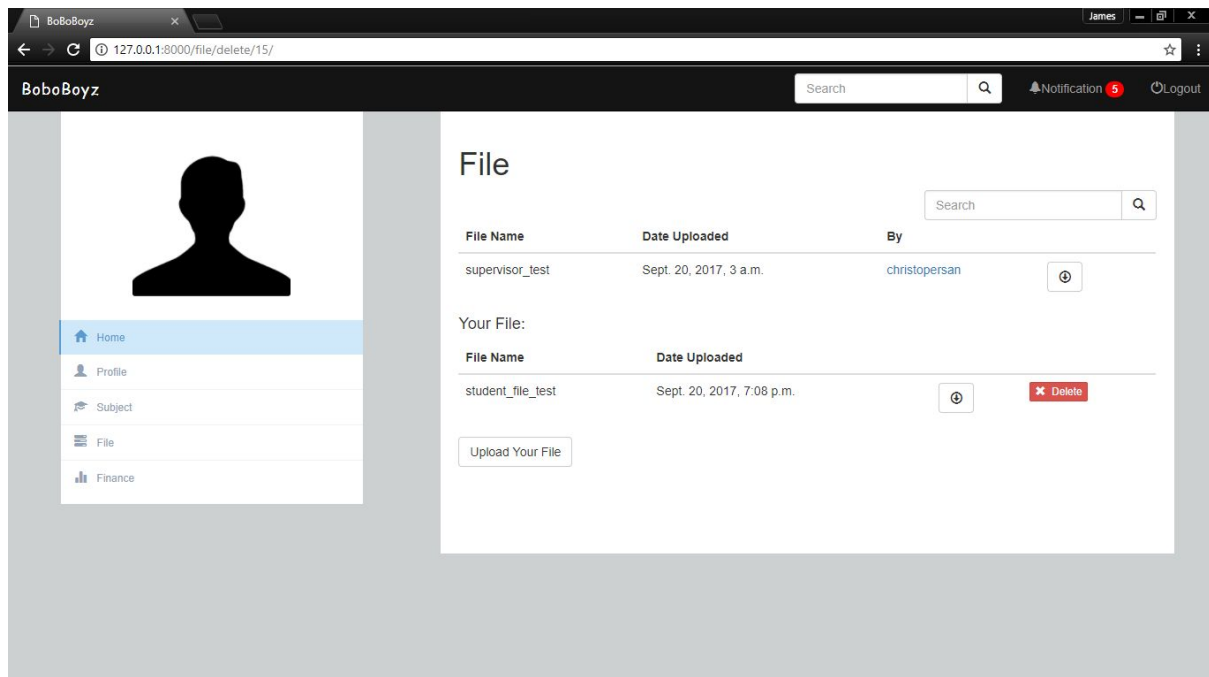 BoBoBoyz
James
127.0.0.1:8000/file/delete/15/
BoboBoyz
Search
Notification 5
Logout
File
Search
File Name Date Uploaded By
supervisor_test Sept. 20, 2017, 3 a.m. christopersan
Home
Your File:
File Name Date Uploaded
Profile
student_file_test Sept. 20, 2017, 7:08 p.m. Delete
Subject
File
Upload Your File
Finance